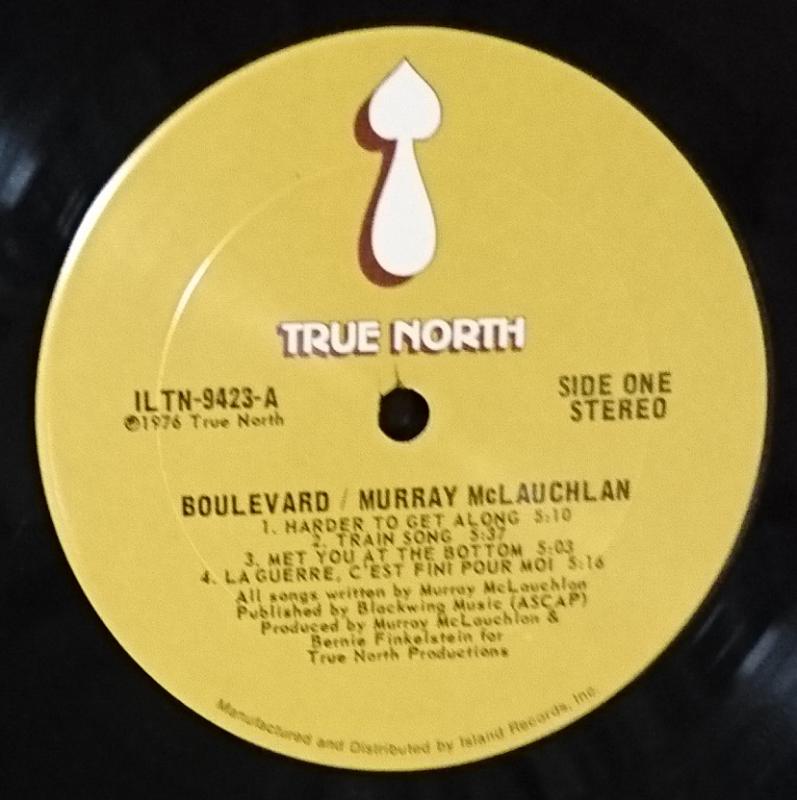 TRUE NORTH
ILTN-9423-A
℗1976 True North
SIDE ONE
STEREO
BOULEVARD / MURRAY McLAUCHLAN
1. HARDER TO GET ALONG 5:10
2. TRAIN SONG 5:37
3. MET YOU AT THE BOTTOM 5:03
4. LA GUERRE, C'EST FINI POUR MOI 5:16
All songs written by Murray McLauchlan
Published by Blackwing Music (ASCAP)
Produced by Murray McLauchlan &
Bernie Finkelstein for
True North Productions
Manufactured and Distributed by Island Records, Inc.